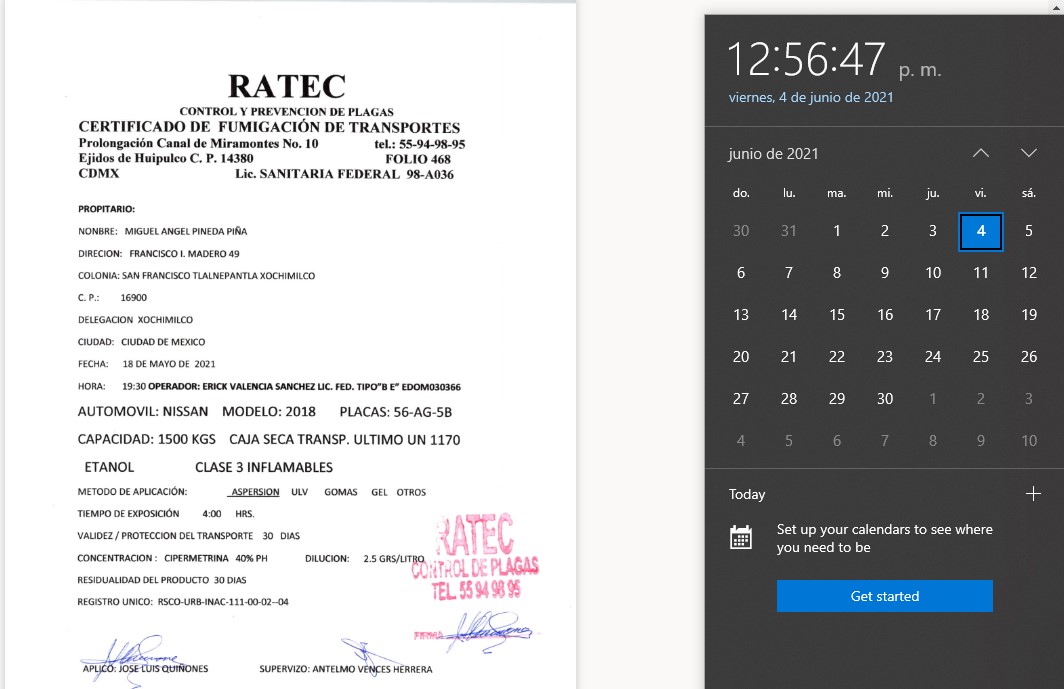 RATEC
CONTROL Y PREVENCION DE PLAGAS
CERTIFICADO DE FUMIGACIÓN DE TRANSPORTES
Prolongación Canal de Miramontes No. 10 tel.: 55-94-98-95
Ejidos de Huipulco C. P. 14380 FOLIO 468
CDMX Lic. SANITARIA FEDERAL 98-A036
PROPITARIO:
NONBRE: MIGUEL ANGEL PINEDA PIÑA
DIRECION: FRANCISCO I. MADERO 49
COLONIA: SAN FRANCISCO TLALNEPANTLA XOCHIMILCO
C. P.: 16900
DELEGACION XOCHIMILCO
CIUDAD: CIUDAD DE MEXICO
FECHA: 18 DE MAYO DE 2021
HORA: 19:30 OPERADOR: ERICK VALENCIA SANCHEZ LIC. FED. TIPO"B E" EDOM030366
AUTOMOVIL: NISSAN MODELO: 2018 PLACAS: 56-AG-5B
CAPACIDAD: 1500 KGS CAJA SECA TRANSP. ULTIMO UN 1170
ETANOL CLASE 3 INFLAMABLES
METODO DE APLICACIÓN: ASPERSION ULV GOMAS GEL OTROS
TIEMPO DE EXPOSICIÓN 4:00 HRS.
VALIDEZ / PROTECCION DEL TRANSPORTE 30 DIAS
CONCENTRACION : CIPERMETRINA 40% PH DILUCION: 2.5 GRS/LITRO
RESIDUALIDAD DEL PRODUCTO 30 DIAS
REGISTRO UNICO: RSCO-URB-INAC-111-00-02--04
RATEC
CONTROL DE PLAGAS
TEL. 55 94 98 95
FIRMA
APLICÓ: JOSE LUIS QUIÑONES SUPERVIZO: ANTELMO VENCES HERRERA
12:56:47 p. m.
viernes, 4 de junio de 2021
junio de 2021
do. lu. ma. mi. ju. vi. sá.
30 31 1 2 3 4 5
6 7 8 9 10 11 12
13 14 15 16 17 18 19
20 21 22 23 24 25 26
27 28 29 30 1 2 3
4 5 6 7 8 9 10
Today
Set up your calendars to see where
you need to be
Get started